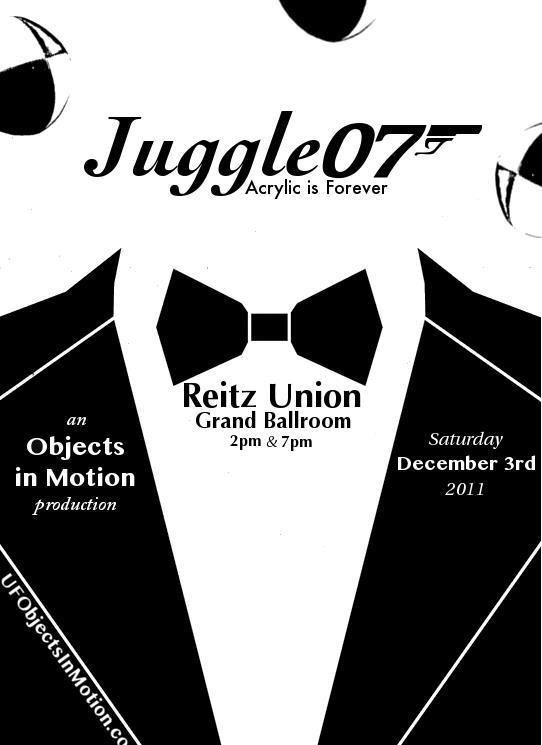 Juggle07
Acrylic is Forever
Reitz Union
Grand Ballroom
2pm & 7pm
an
Objects
in Motion
production
Saturday
December 3rd
2011
UFObjectsInMotion.co